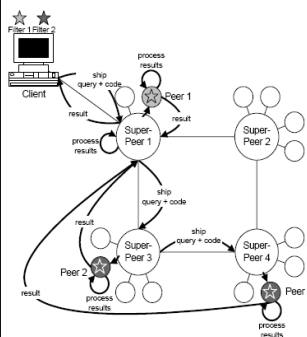 Filter 1 Filter 2
Client
ship
query + code
result
process
results
Peer 1
result
process
results
Super-
Peer 1
Super-
Peer 2
ship
query + code
result
ship
query + code
Super-
Peer 3
Super-
Peer 4
Peer 2
process
results
result
Peer
process
results